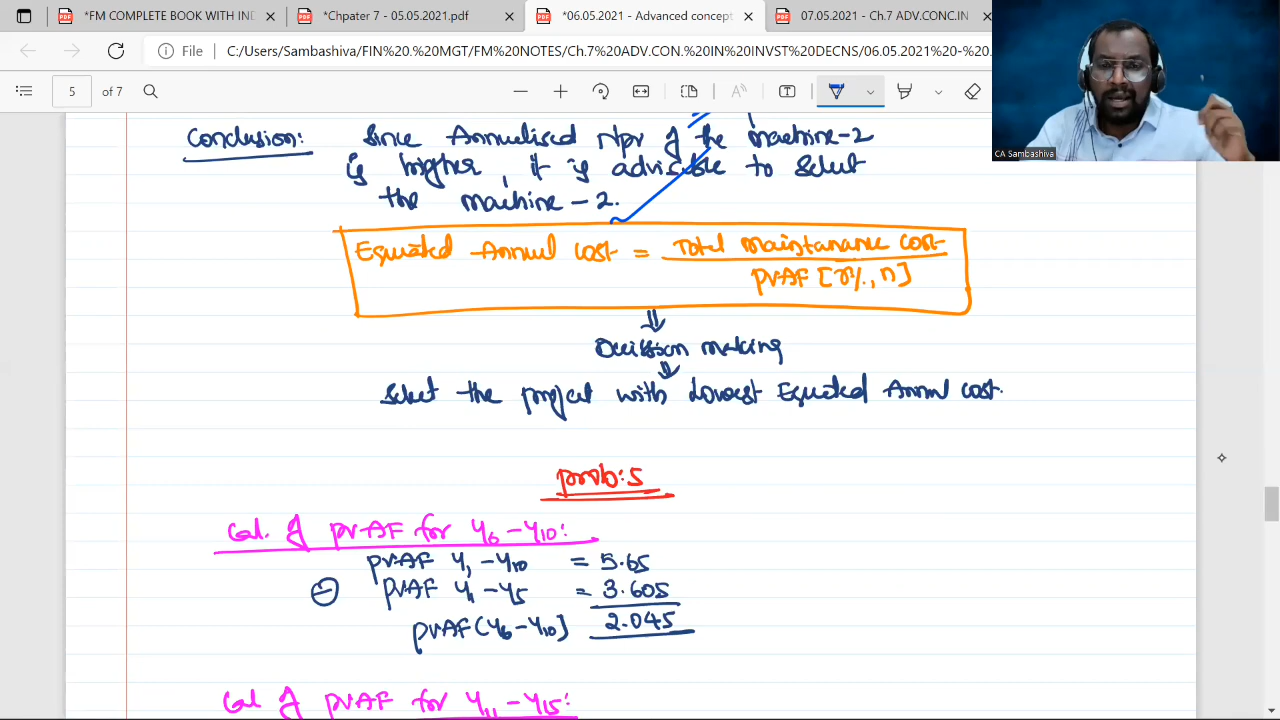 *FM COMPLETE BOOK WITH IND
*Chpater 7 - 05.05.2021.pdf
*06.05.2021 - Advanced concept
07.05.2021 - Ch.7 ADV.CONC.IN
File
C:/Users/Sambashiva/FIN%20.%20MGT/FM%20NOTES/Ch.7%20ADV.CON.%20IN%20INVST%20DECNS/06.05.2021%20-%20.
5 of 7
CA Sambashiva
Conclusion: Since Annualised NPV of the machine-2
is higher, it is advisable to select
the machine-2.
Equated Annual cost = Total Maintanance cost
PVAF [r%, n]
Decission making
Select the project with Lowest Equated Annual cost.
prob:5
Cal. of PVAF for Y6-Y10:
PVAF Y1-Y10 = 5.65
(-) PVAF Y1-Y5 = 3.605
PVAF(Y6-Y10) 2.045
Cal of PVAF for Y11-Y15: